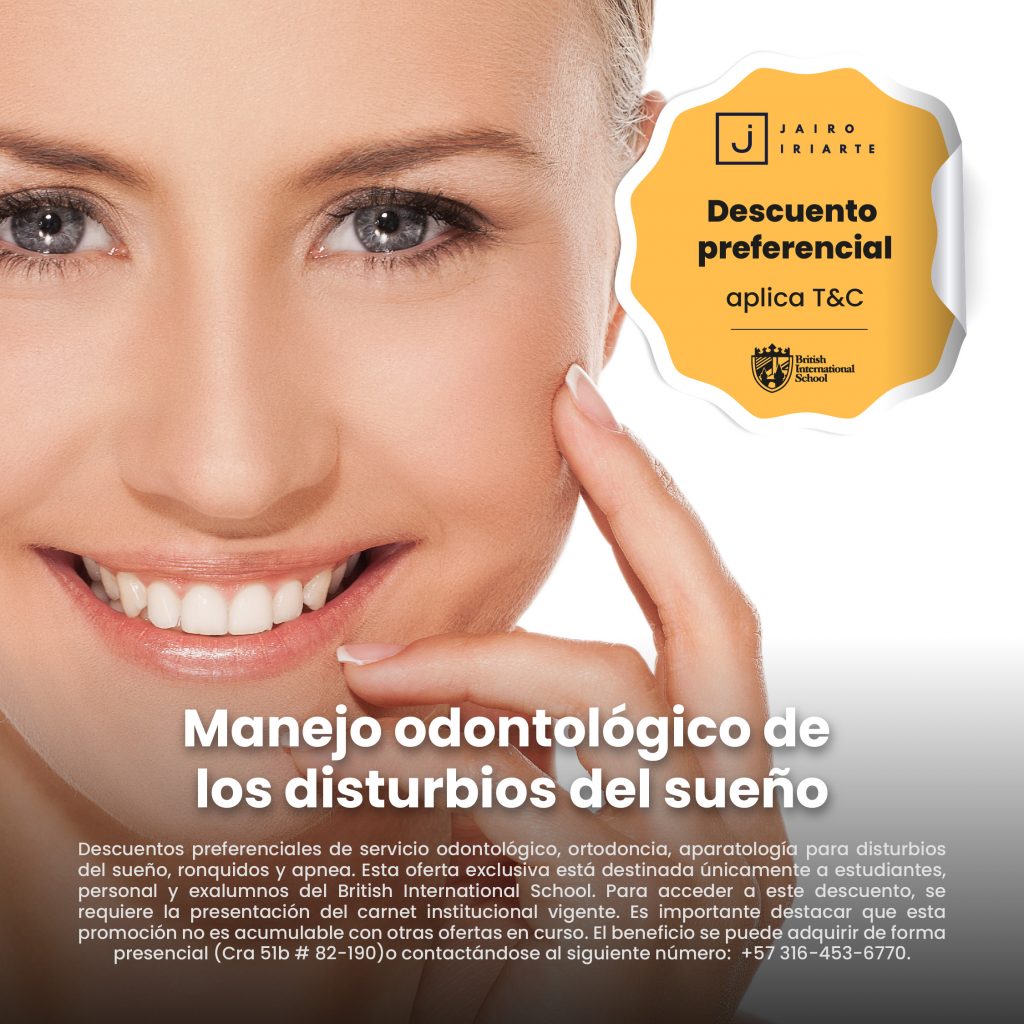 J JAIRO
IRIARTE
Descuento
preferencial
aplica T&C
British
International
School
Manejo odontológico de
los disturbios del sueño
Descuentos preferenciales de servicio odontológico, ortodoncia, aparatología para disturbios
del sueño, ronquidos y apnea. Esta oferta exclusiva está destinada únicamente a estudiantes,
personal y exalumnos del British International School. Para acceder a este descuento, se
requiere la presentación del carnet institucional vigente. Es importante destacar que esta
promoción no es acumulable con otras ofertas en curso. El beneficio se puede adquirir de forma
presencial (Cra 51b # 82-190)o contactándose al siguiente número:  +57 316-453-6770.